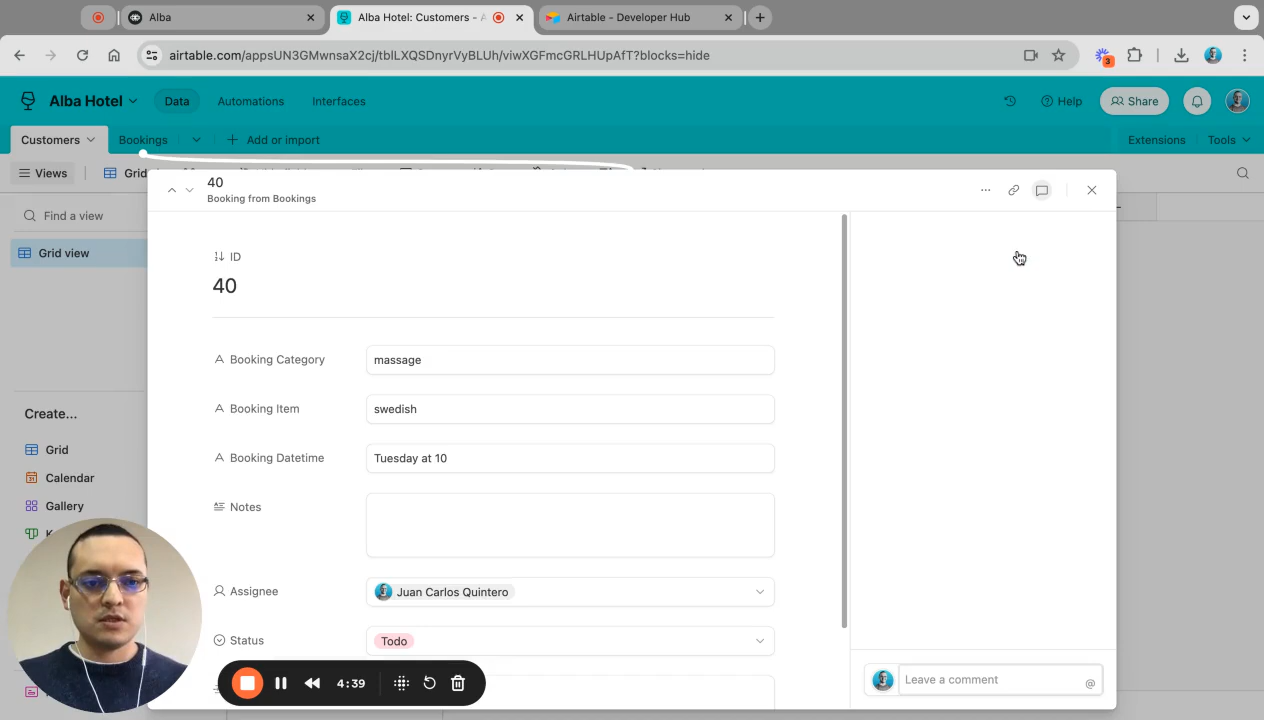 Alba
Alba Hotel: Customers - A
Airtable - Developer Hub
airtable.com/appsUN3GMwnsaX2cj/tblLXQSDnyrVyBLUh/viwXGFmcGRLHUpAfT?blocks=hide
3
Alba Hotel
Data
Automations
Interfaces
Help
Share
Customers
Bookings
Add or import
Extensions
Tools
Views
Grid
Find a view
Grid view
Create...
Grid
Calendar
Gallery
40
Booking from Bookings
ID
40
Booking Category
massage
Booking Item
swedish
Booking Datetime
Tuesday at 10
Notes
Assignee
Juan Carlos Quintero
Status
Todo
4:39
Leave a comment
@